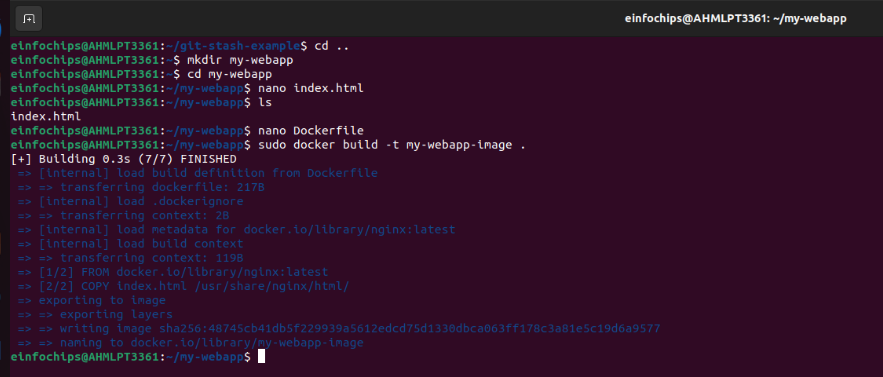 einfochips@AHMLPT3361: ~/my-webapp
einfochips@AHMLPT3361:~/git-stash-example$ cd ..
einfochips@AHMLPT3361:~$ mkdir my-webapp
einfochips@AHMLPT3361:~$ cd my-webapp
einfochips@AHMLPT3361:~/my-webapp$ nano index.html
einfochips@AHMLPT3361:~/my-webapp$ ls
index.html
einfochips@AHMLPT3361:~/my-webapp$ nano Dockerfile
einfochips@AHMLPT3361:~/my-webapp$ sudo docker build -t my-webapp-image .
[+] Building 0.3s (7/7) FINISHED
=> [internal] load build definition from Dockerfile
=> => transferring dockerfile: 217B
=> [internal] load .dockerignore
=> => transferring context: 2B
=> [internal] load metadata for docker.io/library/nginx:latest
=> [internal] load build context
=> => transferring context: 119B
=> [1/2] FROM docker.io/library/nginx:latest
=> [2/2] COPY index.html /usr/share/nginx/html/
=> exporting to image
=> => exporting layers
=> => writing image sha256:48745cb41db5f229939a5612edcd75d1330dbca063ff178c3a81e5c19d6a9577
=> => naming to docker.io/library/my-webapp-image
einfochips@AHMLPT3361:~/my-webapp$